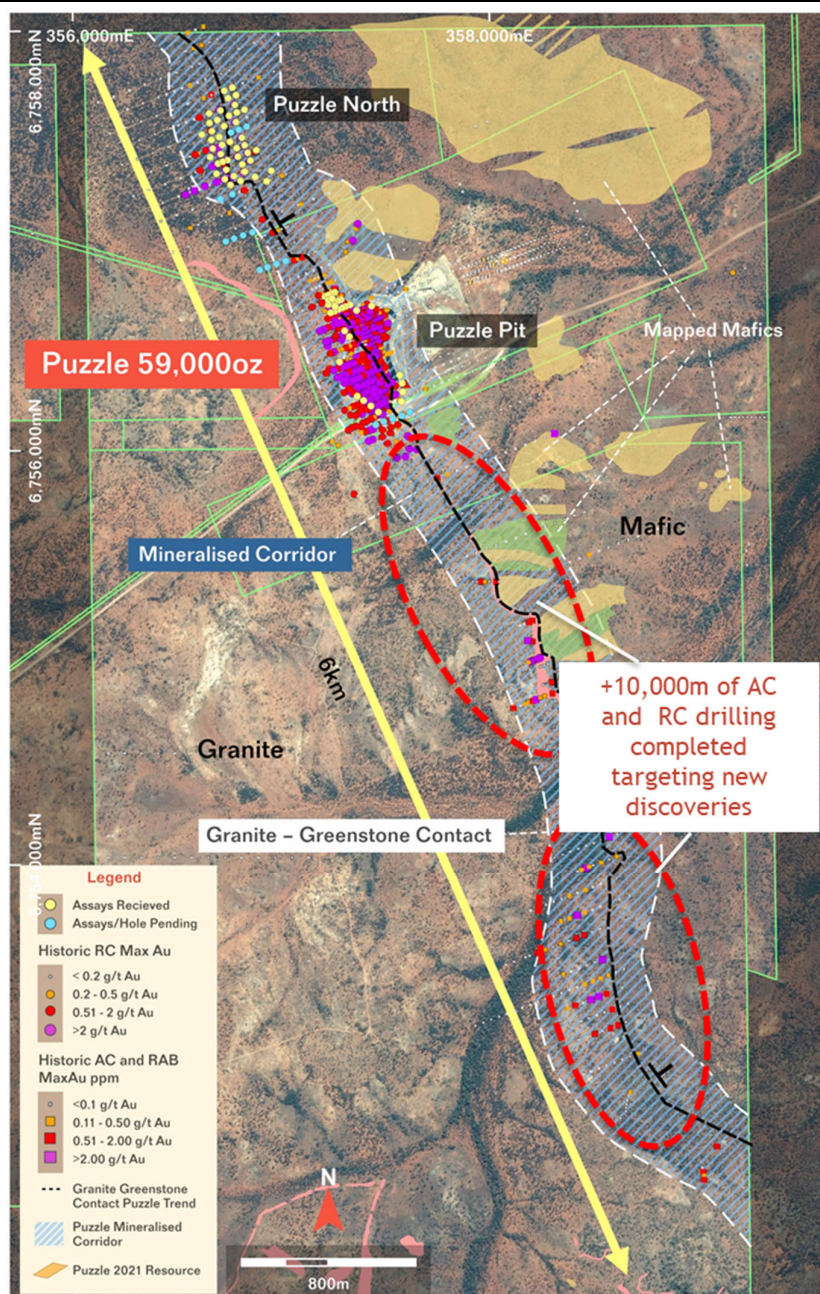 356,000mE
358,000mE
6,758,000mN
Puzzle North
Puzzle Pit
Mapped Mafics
Puzzle 59,000oz
6,756,000mN
Mafic
Mineralised Corridor
6km
+10,000m of AC
and RC drilling
completed
targeting new
discoveries
Granite
Granite – Greenstone Contact
000mN
Legend
Assays Recieved
Assays/Hole Pending
Historic RC Max Au
< 0.2 g/t Au
0.2 - 0.5 g/t Au
0.51 - 2 g/t Au
>2 g/t Au
Historic AC and RAB
MaxAu ppm
<0.1 g/t Au
0.11 - 0.50 g/t Au
0.51 - 2.00 g/t Au
>2.00 g/t Au
Granite Greenstone
Contact Puzzle Trend
Puzzle Mineralised
Corridor
Puzzle 2021 Resource
N
800m